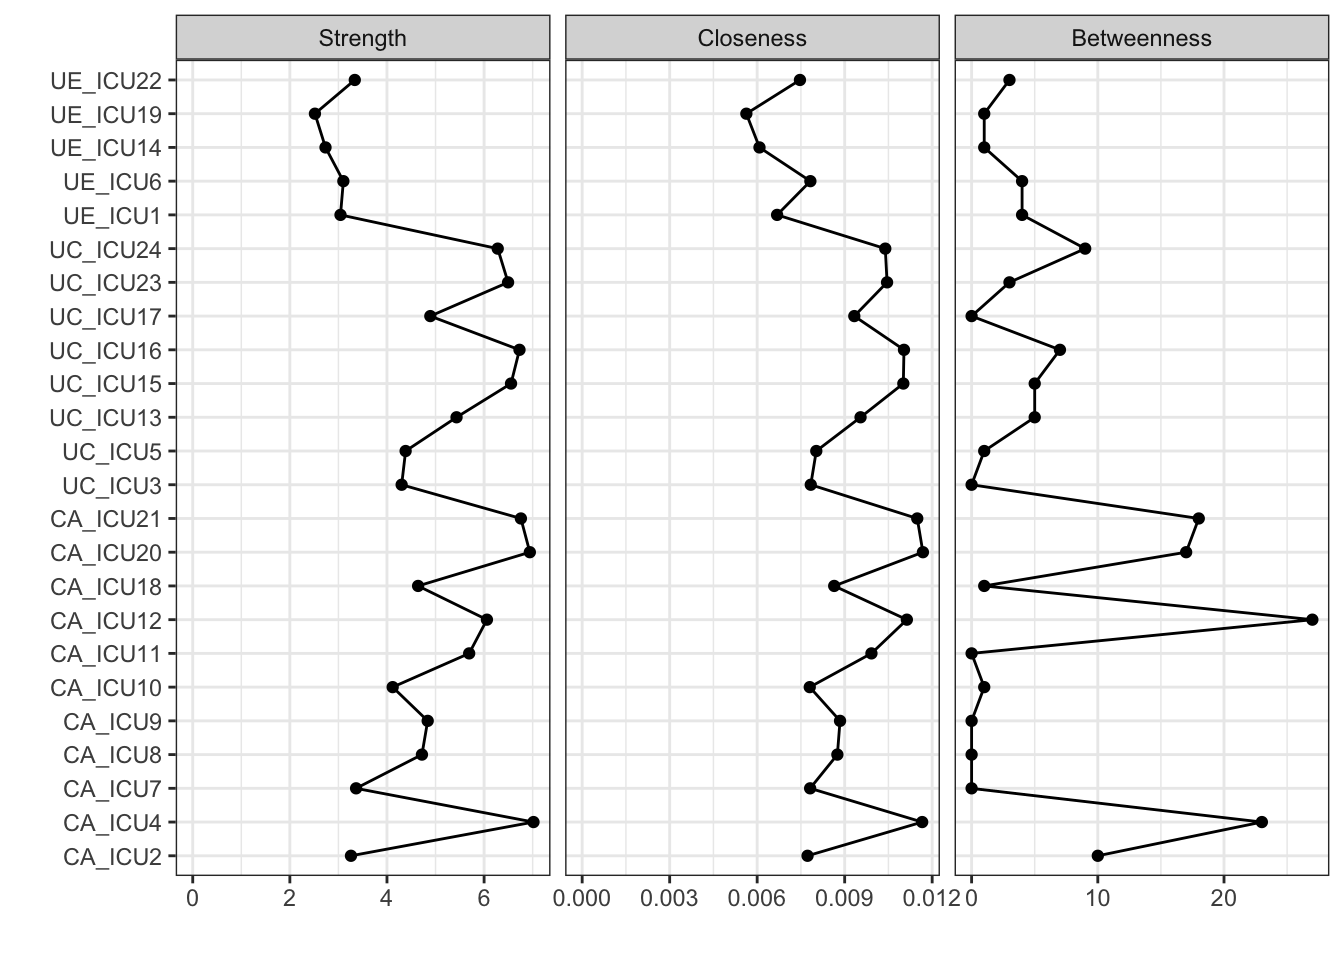 Strength Closeness Betweenness
UE_ICU22
UE_ICU19
UE_ICU14
UE_ICU6
UE_ICU1
UC_ICU24
UC_ICU23
UC_ICU17
UC_ICU16
UC_ICU15
UC_ICU13
UC_ICU5
UC_ICU3
CA_ICU21
CA_ICU20
CA_ICU18
CA_ICU12
CA_ICU11
CA_ICU10
CA_ICU9
CA_ICU8
CA_ICU7
CA_ICU4
CA_ICU2
0 2 4 6 0.000 0.003 0.006 0.009 0.012 0 10 20